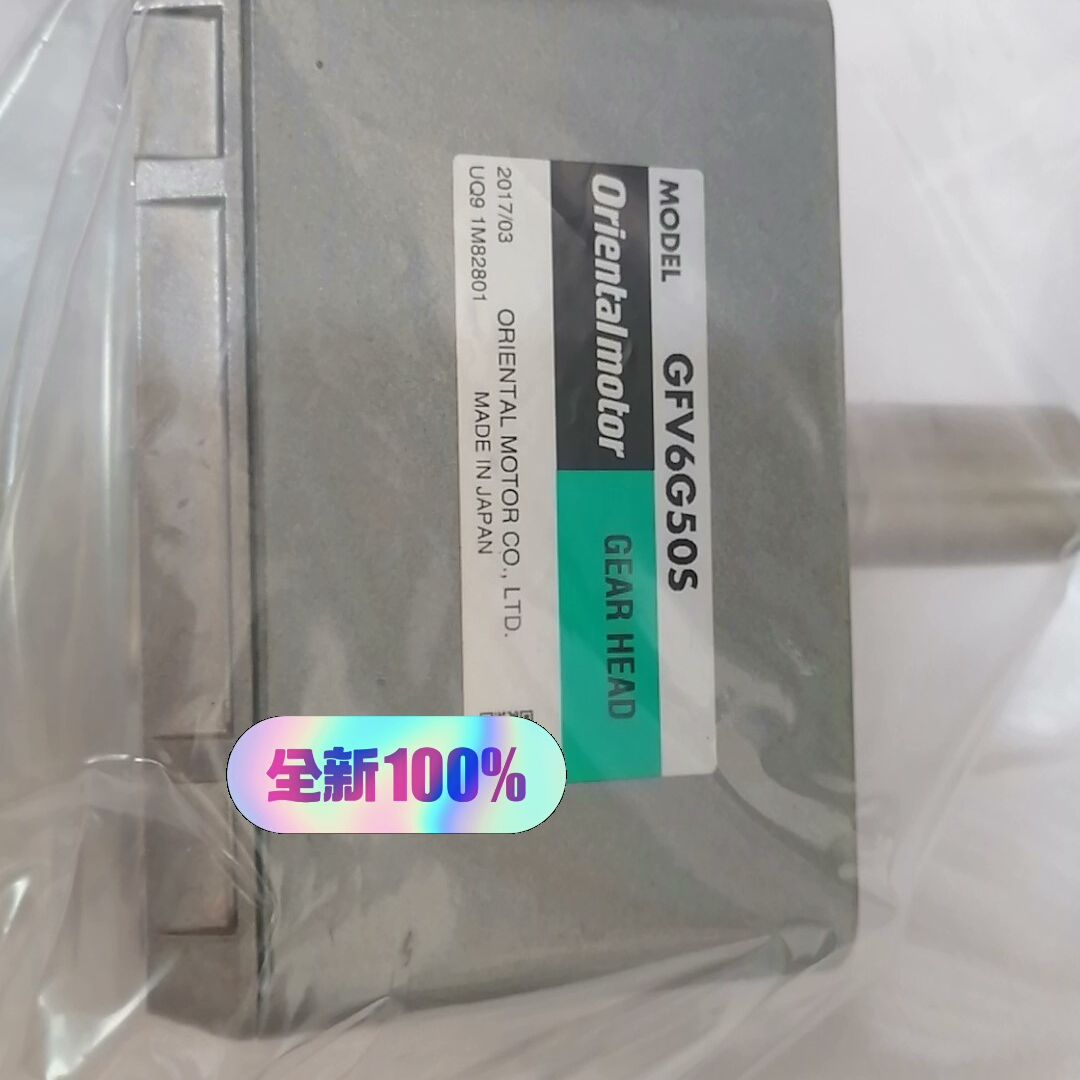 MODEL GFV6G50S
Orientalmotor GEAR HEAD
2017/03 ORIENTAL MOTOR CO., LTD.
UQ9 1M82801 MADE IN JAPAN
全新100%